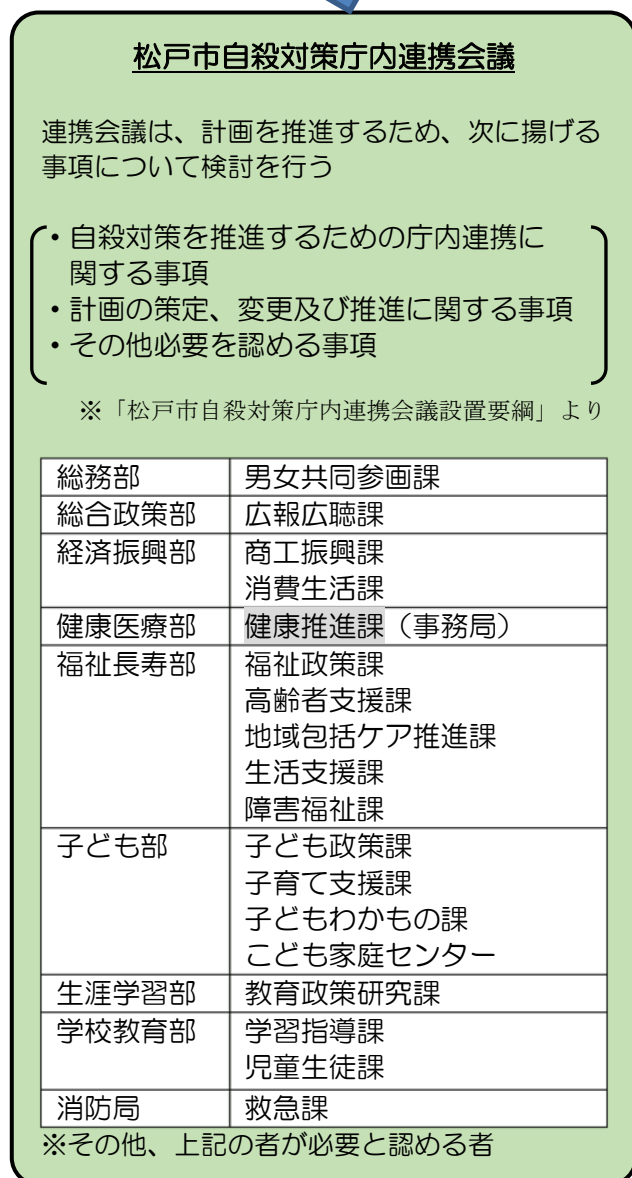 松戸市自殺対策庁内連携会議
連携会議は、計画を推進するため、次に揚げる
事項について検討を行う
・自殺対策を推進するための庁内連携に
関する事項
・計画の策定、変更及び推進に関する事項
・その他必要を認める事項
※「松戸市自殺対策庁内連携会議設置要綱」より
総務部 男女共同参画課
総合政策部 広報広聴課
経済振興部 商工振興課
消費生活課
健康医療部 健康推進課（事務局）
福祉長寿部 福祉政策課
高齢者支援課
地域包括ケア推進課
生活支援課
障害福祉課
子ども部 子ども政策課
子育て支援課
子どもわかもの課
こども家庭センター
生涯学習部 教育政策研究課
学校教育部 学習指導課
児童生徒課
消防局 救急課
※その他、上記の者が必要と認める者